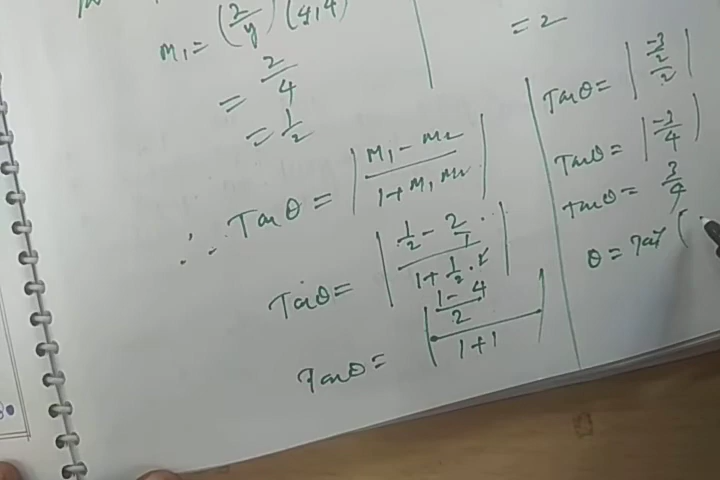 m₁ = (2/y) (4,4)
= 2/4
= 1/2
∴ Tanθ = |(m₁ - m₂)/(1 + m₁ m₂)|
Tanθ = |(1/2 - 2/1)/(1 + 1/2 · 2)|
Tanθ = |((1 - 4)/2)/(1+1)|
= 2
Tanθ = |(-3/2)/2|
Tanθ = |-3/4|
tanθ = 3/4
θ = Tan⁻¹ (